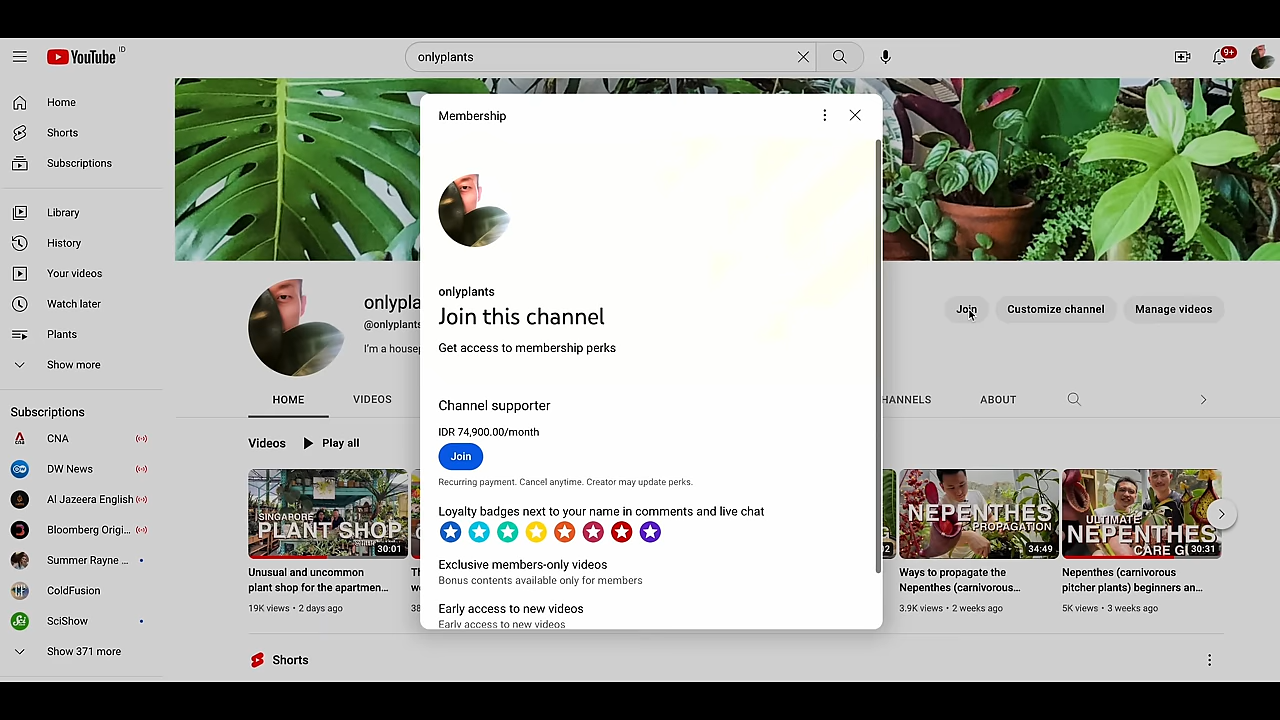 YouTube ID
onlyplants
9+
Home
Shorts
Subscriptions
Library
History
Your videos
Watch later
Plants
Show more
Subscriptions
CNA
DW News
Al Jazeera English
Bloomberg Origi...
Summer Rayne ...
ColdFusion
SciShow
Show 371 more
onlypla
@onlyplants
I'm a housep
Join
Customize channel
Manage videos
HOME
VIDEOS
HANNELS
ABOUT
Videos
Play all
SINGAPORE
PLANT SHOP
30:01
Unusual and uncommon
plant shop for the apartmen...
19K views • 2 days ago
NEPENTHES
PROPAGATION
34:49
Ways to propagate the
Nepenthes (carnivorous...
3.9K views • 2 weeks ago
ULTIMATE
NEPENTHES
CARE GU
30:31
Nepenthes (carnivorous
pitcher plants) beginners an...
5K views • 3 weeks ago
Shorts
Membership
onlyplants
Join this channel
Get access to membership perks
Channel supporter
IDR 74,900.00/month
Join
Recurring payment. Cancel anytime. Creator may update perks.
Loyalty badges next to your name in comments and live chat
Exclusive members-only videos
Bonus contents available only for members
Early access to new videos
Early access to new videos